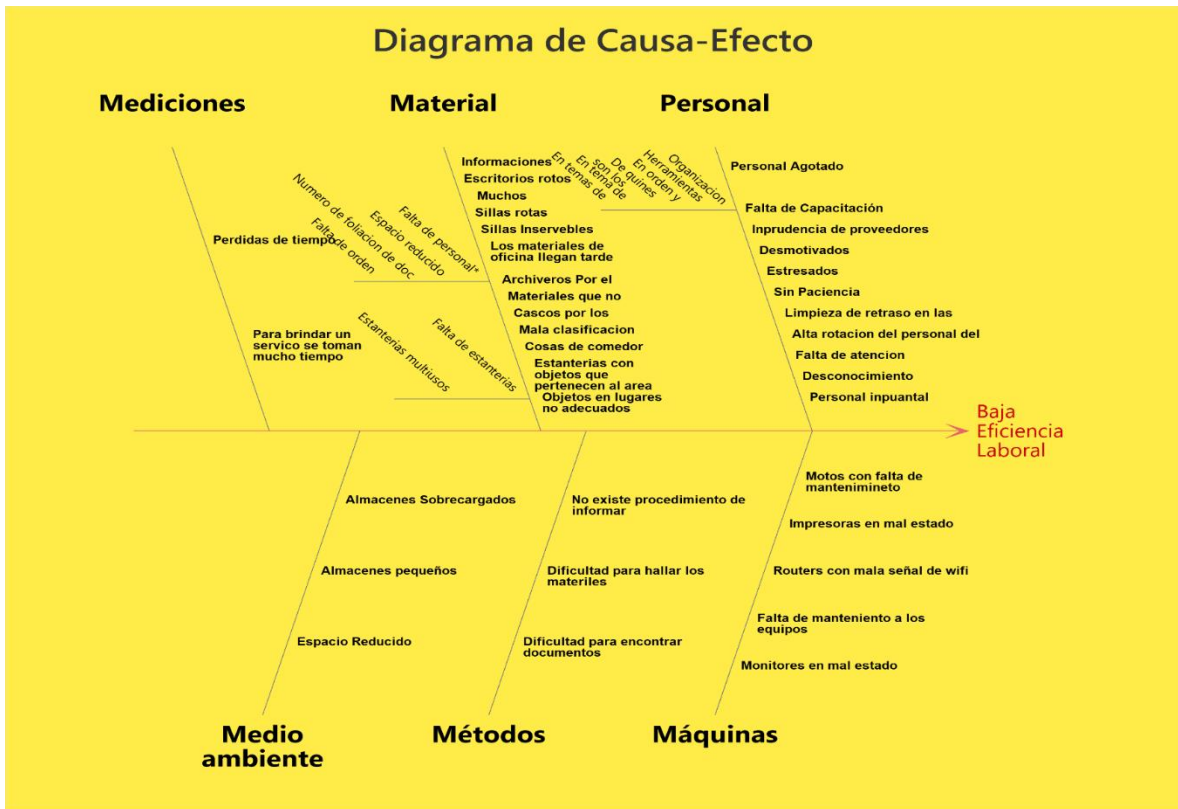 Diagrama de Causa-Efecto
Mediciones
Material
Personal
Perdidas de tiempo
Para brindar un
servico se toman
mucho tiempo
Falta de personal*
Espacio reducido
Numero de foliacion de doc
Falta de orden
Falta de estanterias
Estanterias multiusos
Informaciones
Escritorios rotos
Muchos
Sillas rotas
Sillas Inservebles
Los materiales de
oficina llegan tarde
Archiveros Por el
Materiales que no
Cascos por los
Mala clasificacion
Cosas de comedor
Estanterias con
objetos que
pertenecen al area
Objetos en lugares
no adecuados
Organizacion
Herramientas
En orden y
De quines
son los
En tema de
En temas de
Personal Agotado
Falta de Capacitación
Inprudencia de proveedores
Desmotivados
Estresados
Sin Paciencia
Limpieza de retraso en las
Alta rotacion del personal del
Falta de atencion
Desconocimiento
Personal inpuantal
Baja
Eficiencia
Laboral
Almacenes Sobrecargados
Almacenes pequeños
Espacio Reducido
No existe procedimiento de
informar
Dificultad para hallar los
materiles
Dificultad para encontrar
documentos
Motos con falta de
mantenimineto
Impresoras en mal estado
Routers con mala señal de wifi
Falta de manteniento a los
equipos
Monitores en mal estado
Medio
ambiente
Métodos
Máquinas